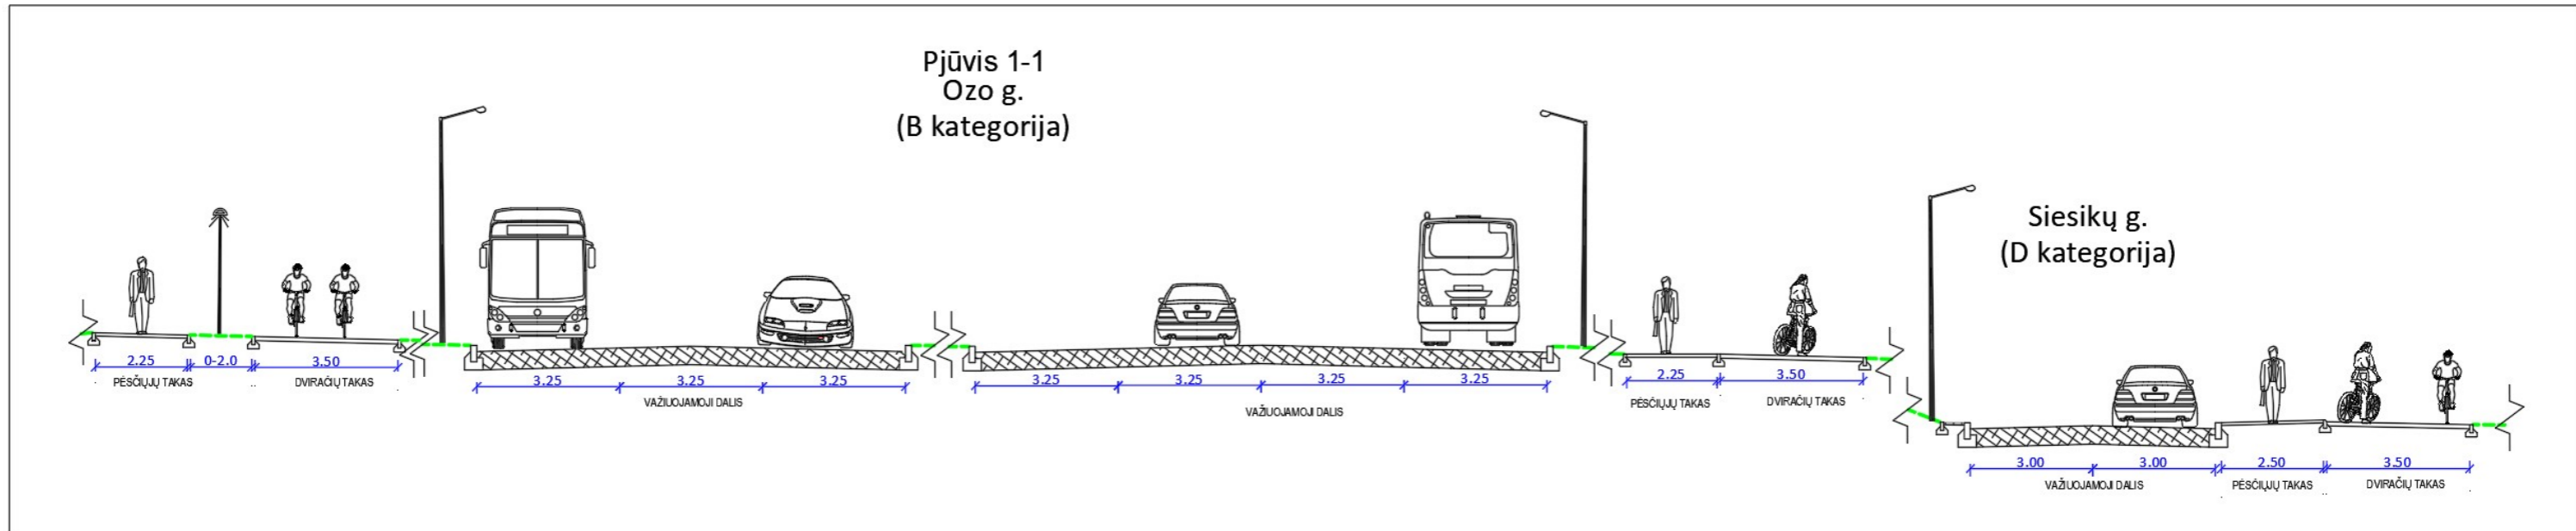 Pjūvis 1-1
Ozo g.
(B kategorija)
Siesikų g.
(D kategorija)
2.25 0-2.0 3.50
PĖSČIŲJŲ TAKAS DVIRAČIŲ TAKAS
3.25 3.25 3.25
VAŽIUOJAMOJI DALIS
3.25 3.25 3.25 3.25
VAŽIUOJAMOJI DALIS
2.25 3.50
PĖSČIŲJŲ TAKAS DVIRAČIŲ TAKAS
3.00 3.00 2.50 3.50
VAŽIUOJAMOJI DALIS PĖSČIŲJŲ TAKAS DVIRAČIŲ TAKAS